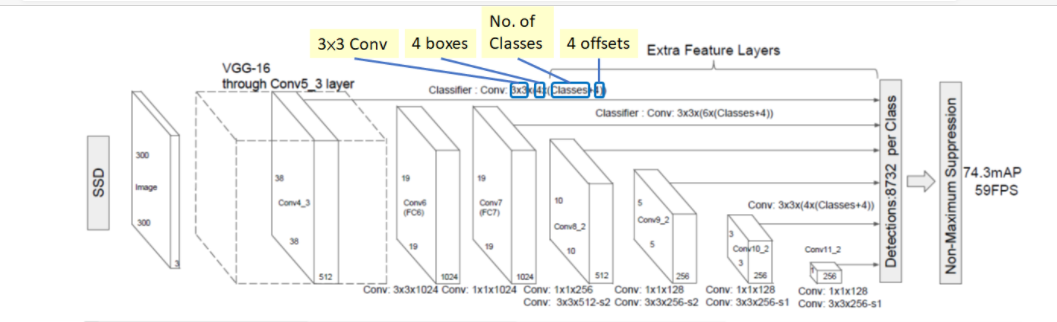 No. of
Classes
3x3 Conv
4 boxes
4 offsets
Extra Feature Layers
VGG-16
through Conv5_3 layer
Classifier : Conv: 3x3x(4x(Classes+4))
Classifier : Conv: 3x3x(6x(Classes+4))
SSD
300
Image
300
3
38
Conv4_3
38
512
19
Conv6
(FC6)
19
1024
19
Conv7
(FC7)
19
1024
10
Conv8_2
10
512
5
Conv9_2
5
256
Conv: 3x3x(4x(Classes+4))
3
Conv10_2
3
256
Conv11_2
1
256
Conv: 3x3x1024
Conv: 1x1x1024
Conv: 1x1x256
Conv: 3x3x512-s2
Conv: 1x1x128
Conv: 3x3x256-s2
Conv: 1x1x128
Conv: 3x3x256-s1
Conv: 1x1x128
Conv: 3x3x256-s1
Detections:8732 per Class
Non-Maximum Suppression
74.3mAP
59FPS